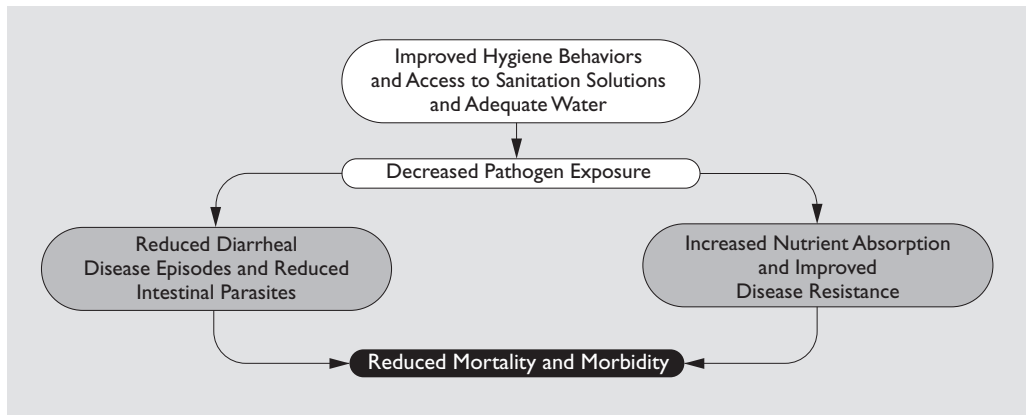 Improved Hygiene Behaviors
and Access to Sanitation Solutions
and Adequate Water
Decreased Pathogen Exposure
Reduced Diarrheal
Disease Episodes and Reduced
Intestinal Parasites
Increased Nutrient Absorption
and Improved
Disease Resistance
Reduced Mortality and Morbidity